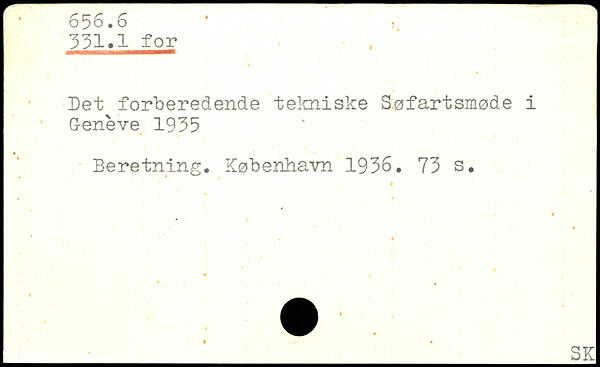 656.6
331.1 for
Det forberedende tekniske Søfartsmøde i
Genève 1935
Beretning. København 1936. 73 s.
SK